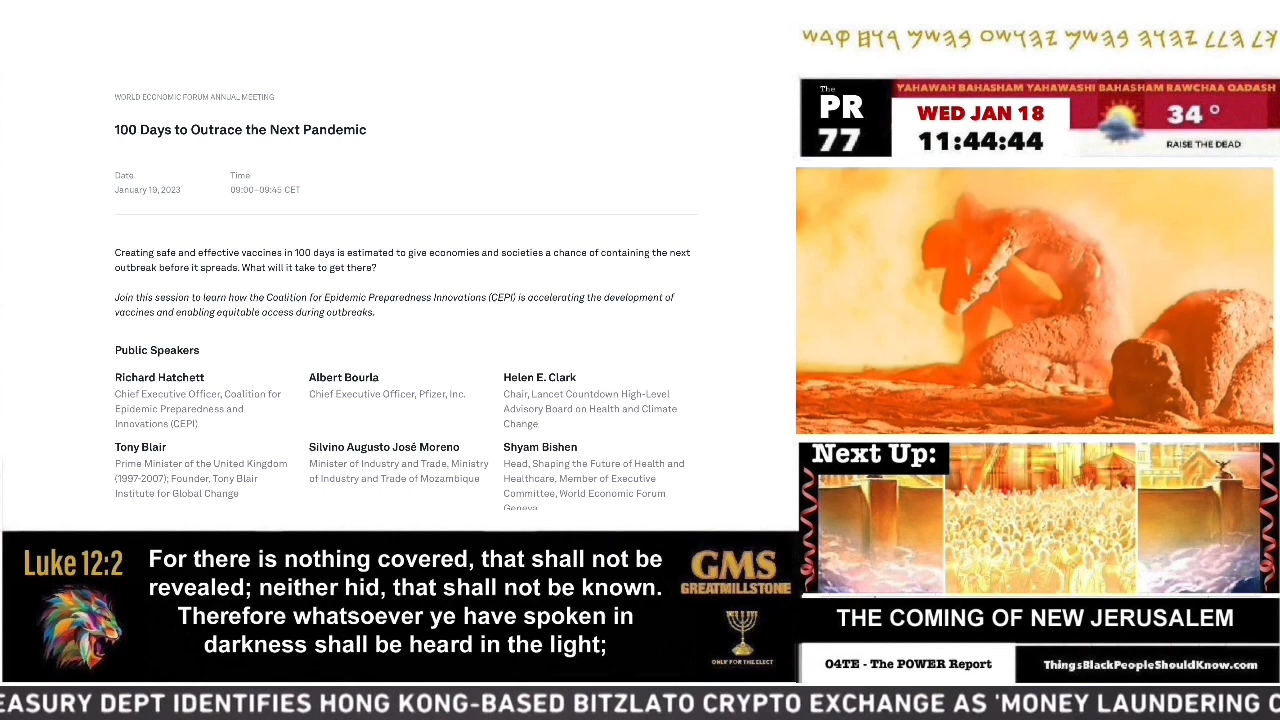 WORLD ECONOMIC FORUM ANNUAL MEETING
100 Days to Outrace the Next Pandemic
Date
January 19, 2023
Time
09:00–09:45 CET
Creating safe and effective vaccines in 100 days is estimated to give economies and societies a chance of containing the next
outbreak before it spreads. What will it take to get there?
Join this session to learn how the Coalition for Epidemic Preparedness Innovations (CEPI) is accelerating the development of
vaccines and enabling equitable access during outbreaks.
Public Speakers
Richard Hatchett
Chief Executive Officer, Coalition for
Epidemic Preparedness and
Innovations (CEPI)
Albert Bourla
Chief Executive Officer, Pfizer, Inc.
Helen E. Clark
Chair, Lancet Countdown High-Level
Advisory Board on Health and Climate
Change
Tony Blair
Prime Minister of the United Kingdom
(1997-2007); Founder, Tony Blair
Institute for Global Change
Silvino Augusto José Moreno
Minister of Industry and Trade, Ministry
of Industry and Trade of Mozambique
Shyam Bishen
Head, Shaping the Future of Health and
Healthcare, Member of Executive
Committee, World Economic Forum
Geneva
The
PR
77
YAHAWAH BAHASHAM YAHAWASHI BAHASHAM RAWCHAA QADASH
WED JAN 18
11:44:44
34°
RAISE THE DEAD
Next Up:
THE COMING OF NEW JERUSALEM
04TE - The POWER Report
ThingsBlackPeopleShouldKnow.com
Luke 12:2
For there is nothing covered, that shall not be
revealed; neither hid, that shall not be known.
Therefore whatsoever ye have spoken in
darkness shall be heard in the light;
GMS
GREATMILLSTONE
ONLY FOR THE ELECT
EASURY DEPT IDENTIFIES HONG KONG-BASED BITZLATO CRYPTO EXCHANGE AS 'MONEY LAUNDERING